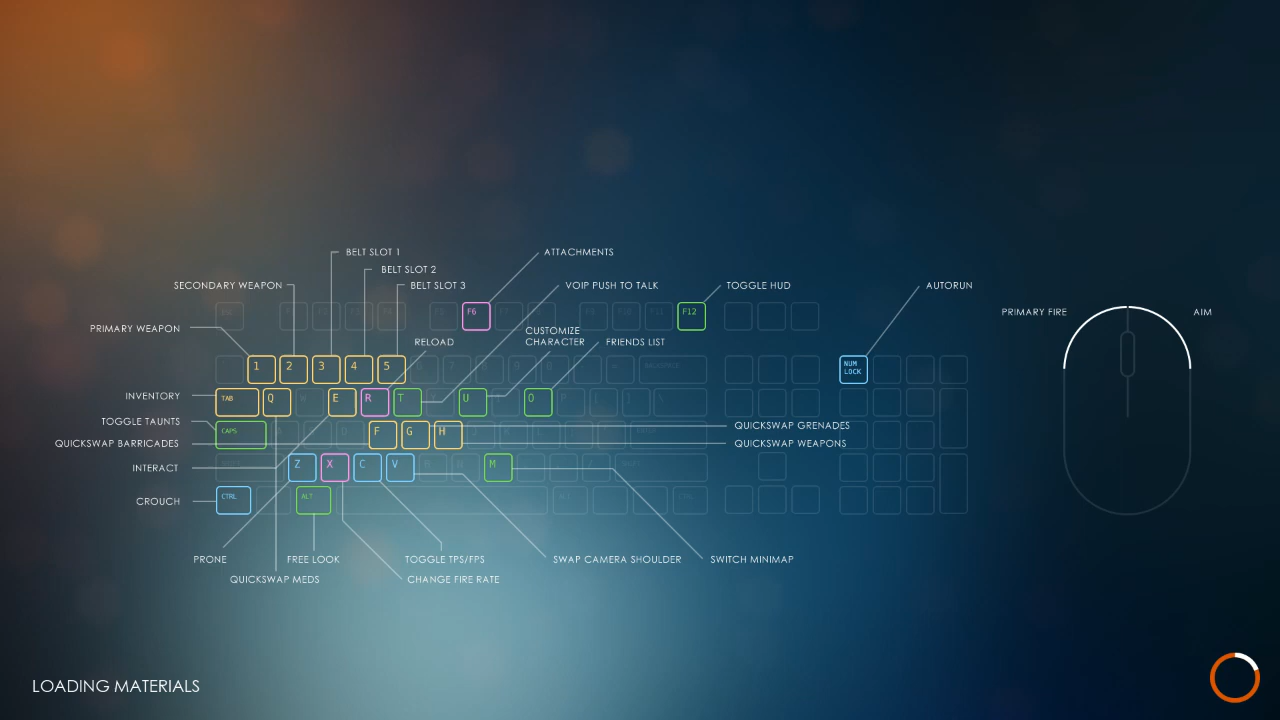 BELT SLOT 1
ATTACHMENTS
BELT SLOT 2
SECONDARY WEAPON
BELT SLOT 3
VOIP PUSH TO TALK
TOGGLE HUD
AUTORUN
F6
F12
PRIMARY FIRE
AIM
PRIMARY WEAPON
RELOAD
CUSTOMIZE
CHARACTER
FRIENDS LIST
1 2 3 4 5
NUM
LOCK
INVENTORY
TAB Q E R T U O
TOGGLE TAUNTS
CAPS
F G H
QUICKSWAP GRENADES
QUICKSWAP BARRICADES
QUICKSWAP WEAPONS
INTERACT
Z X C V M
CROUCH
CTRL
ALT
PRONE
FREE LOOK
TOGGLE TPS/FPS
SWAP CAMERA SHOULDER
SWITCH MINIMAP
QUICKSWAP MEDS
CHANGE FIRE RATE
LOADING MATERIALS